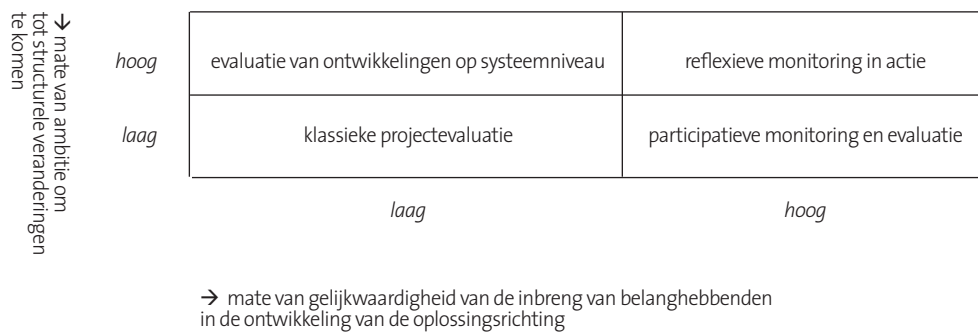 → mate van ambitie om
tot structurele veranderingen
te komen
hoog
evaluatie van ontwikkelingen op systeemniveau
reflexieve monitoring in actie
laag
klassieke projectevaluatie
participatieve monitoring en evaluatie
laag
hoog
→ mate van gelijkwaardigheid van de inbreng van belanghebbenden
in de ontwikkeling van de oplossingsrichting